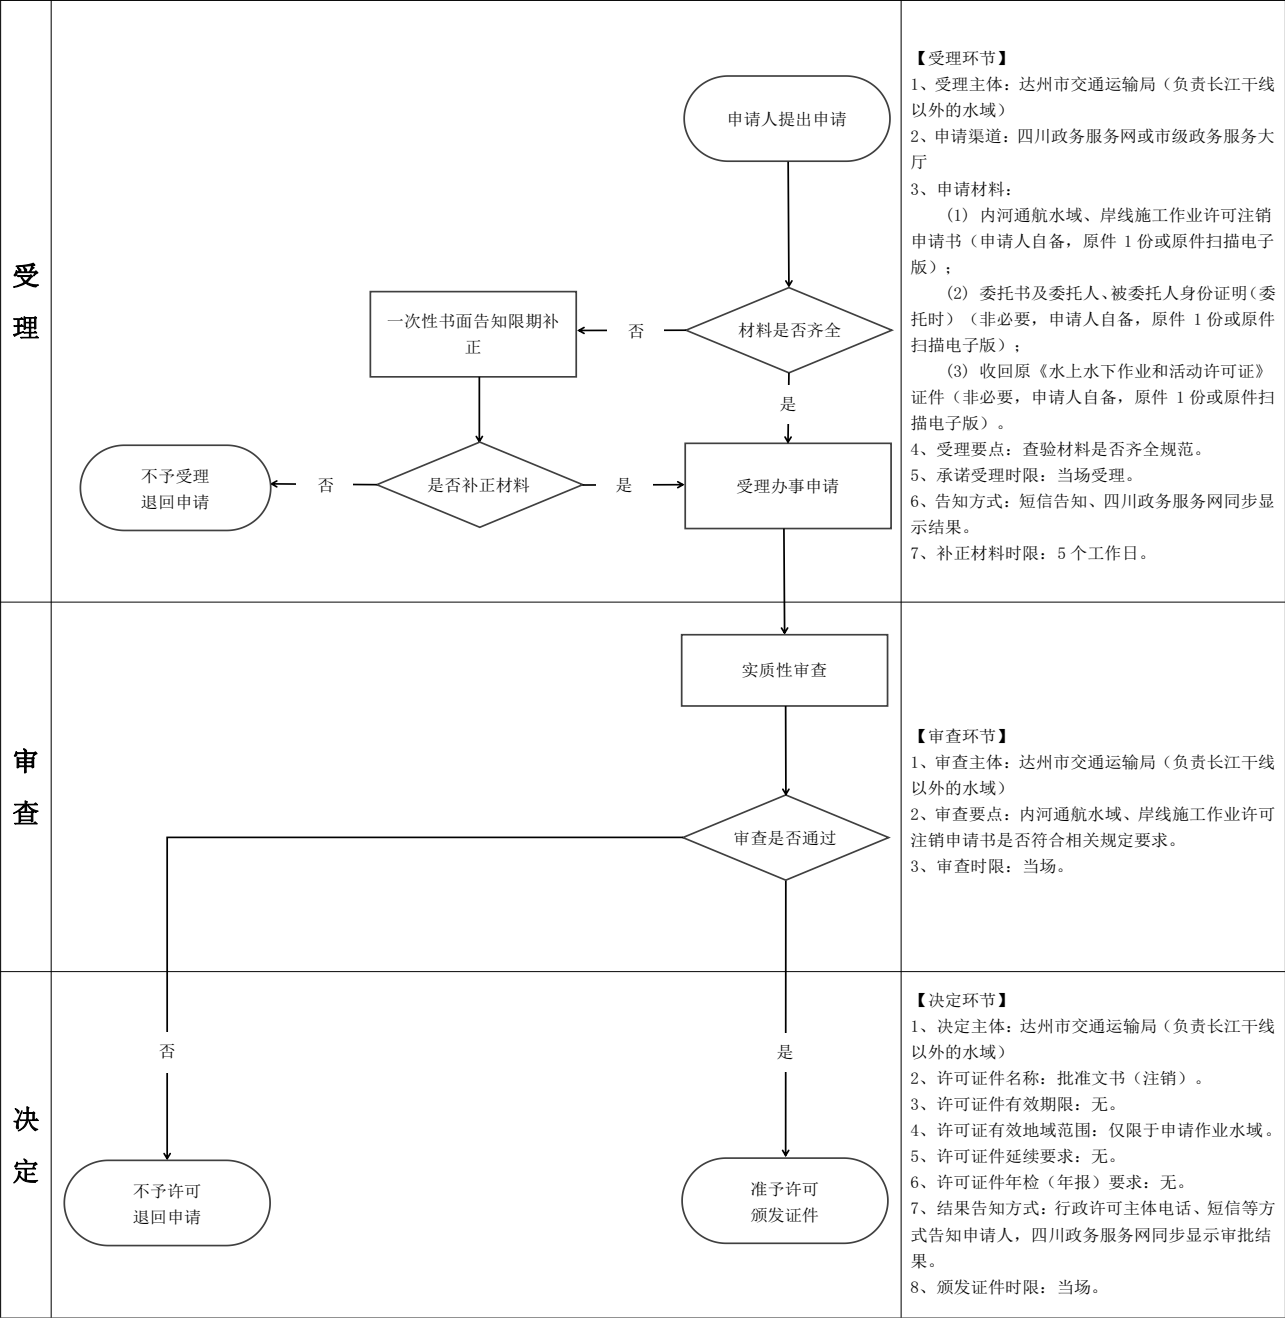 受
理
申请人提出申请
材料是否齐全
否
一次性书面告知限期补
正
是
是否补正材料
否
不予受理
退回申请
是
受理办事申请
【受理环节】
1、受理主体：达州市交通运输局（负责长江干线
以外的水域）
2、申请渠道：四川政务服务网或市级政务服务大
厅
3、申请材料：
(1) 内河通航水域、岸线施工作业许可注销
申请书（申请人自备，原件 1 份或原件扫描电子
版）；
(2) 委托书及委托人、被委托人身份证明（委
托时）（非必要，申请人自备，原件 1 份或原件
扫描电子版）；
(3) 收回原《水上水下作业和活动许可证》
证件（非必要，申请人自备，原件 1 份或原件扫
描电子版）。
4、受理要点：查验材料是否齐全规范。
5、承诺受理时限：当场受理。
6、告知方式：短信告知、四川政务服务网同步显
示结果。
7、补正材料时限：5 个工作日。
审
查
实质性审查
审查是否通过
【审查环节】
1、审查主体：达州市交通运输局（负责长江干线
以外的水域）
2、审查要点：内河通航水域、岸线施工作业许可
注销申请书是否符合相关规定要求。
3、审查时限：当场。
决
定
否
是
不予许可
退回申请
准予许可
颁发证件
【决定环节】
1、决定主体：达州市交通运输局（负责长江干线
以外的水域）
2、许可证件名称：批准文书（注销）。
3、许可证件有效期限：无。
4、许可证有效地域范围：仅限于申请作业水域。
5、许可证件延续要求：无。
6、许可证件年检（年报）要求：无。
7、结果告知方式：行政许可主体电话、短信等方
式告知申请人，四川政务服务网同步显示审批结
果。
8、颁发证件时限：当场。